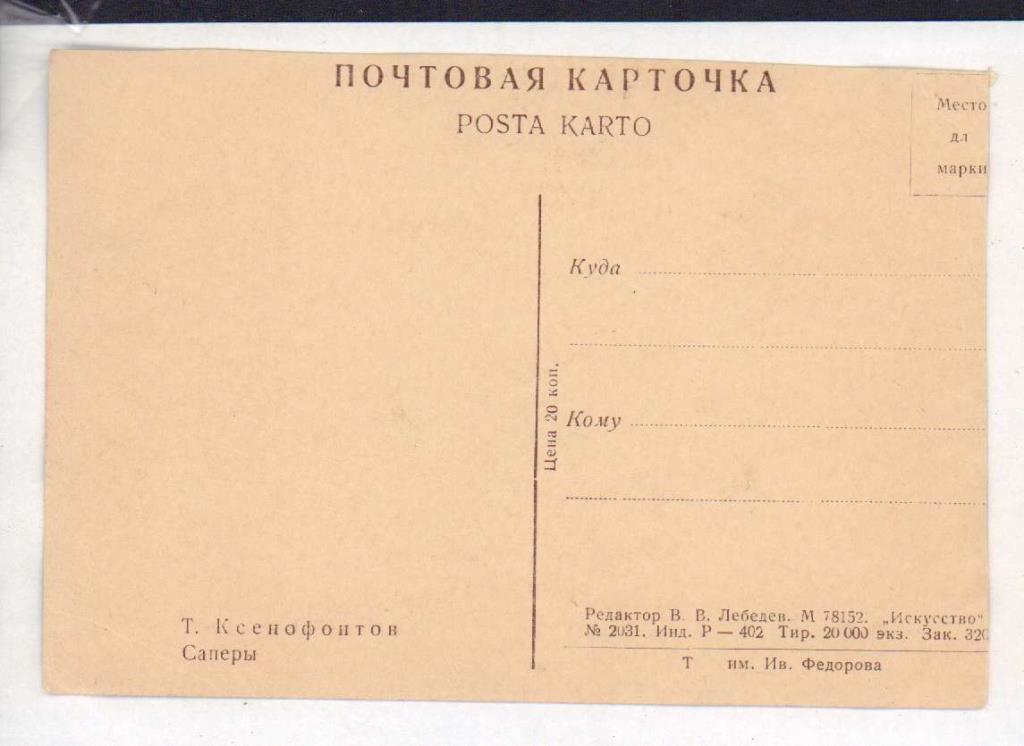 ПОЧТОВАЯ КАРТОЧКА
POSTA KARTO
Место
дл
марки
Куда
Кому
Цена 20 коп.
Т. Ксенофонтов
Саперы
Редактор В. В. Лебедев. М 78152. „Искусство“
№ 2031. Инд. Р — 402 Тир. 20 000 экз. Зак. 320
Т им. Ив. Федорова